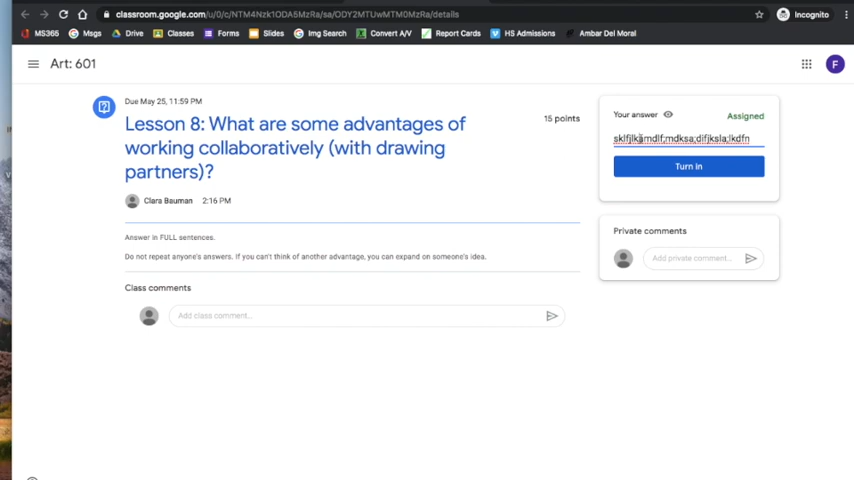 classroom.google.com/u/0/c/NTM4Nzk1ODA5MzRa/sa/ODY2MTUwMTM0MzRa/details
Incognito
MS365 Msgs Drive Classes Forms Slides Img Search Convert A/V Report Cards HS Admissions Ambar Del Moral
Art: 601
F
Due May 25, 11:59 PM
Lesson 8: What are some advantages of
working collaboratively (with drawing
partners)?
15 points
Clara Bauman 2:16 PM
Answer in FULL sentences.
Do not repeat anyone's answers. If you can't think of another advantage, you can expand on someone's idea.
Class comments
Add class comment...
Your answer
Assigned
Turn in
Private comments
Add private comment...